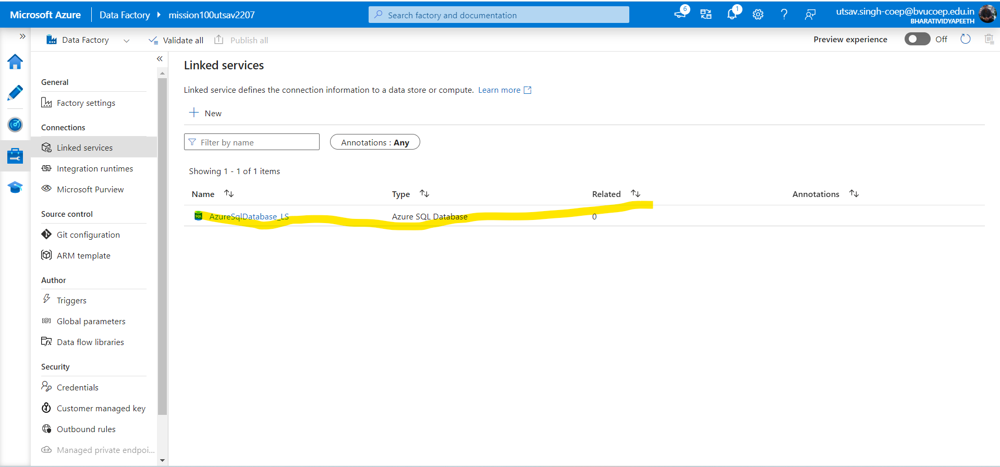 Microsoft Azure Data Factory mission100utsav2207 Search factory and documentation 6 1 utsav.singh-coep@bvucoep.edu.in
BHARATIVIDYAPEETH
Data Factory Validate all Publish all Preview experience Off
General
Factory settings
Connections
Linked services
Integration runtimes
Microsoft Purview
Source control
Git configuration
ARM template
Author
Triggers
Global parameters
Data flow libraries
Security
Credentials
Customer managed key
Outbound rules
Managed private endpoi...
Linked services
Linked service defines the connection information to a data store or compute. Learn more
New
Filter by name Annotations : Any
Showing 1 - 1 of 1 items
Name Type Related Annotations
SQL AzureSqlDatabase_LS Azure SQL Database 0